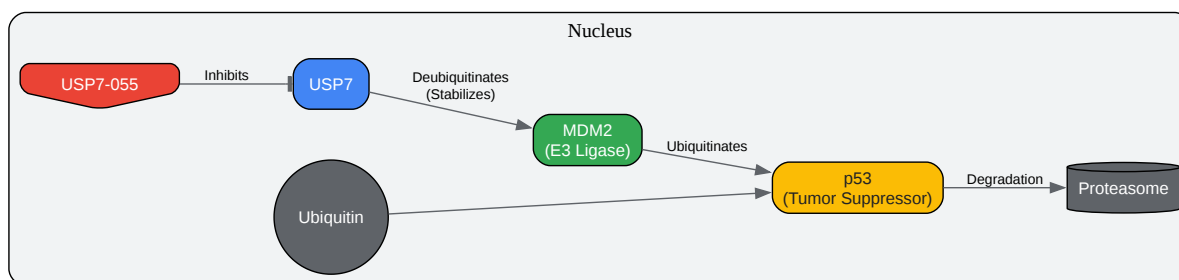 Nucleus
USP7-055
Inhibits
USP7
Deubiquitinates
(Stabilizes)
MDM2
(E3 Ligase)
Ubiquitinates
Ubiquitin
p53
(Tumor Suppressor)
Degradation
Proteasome